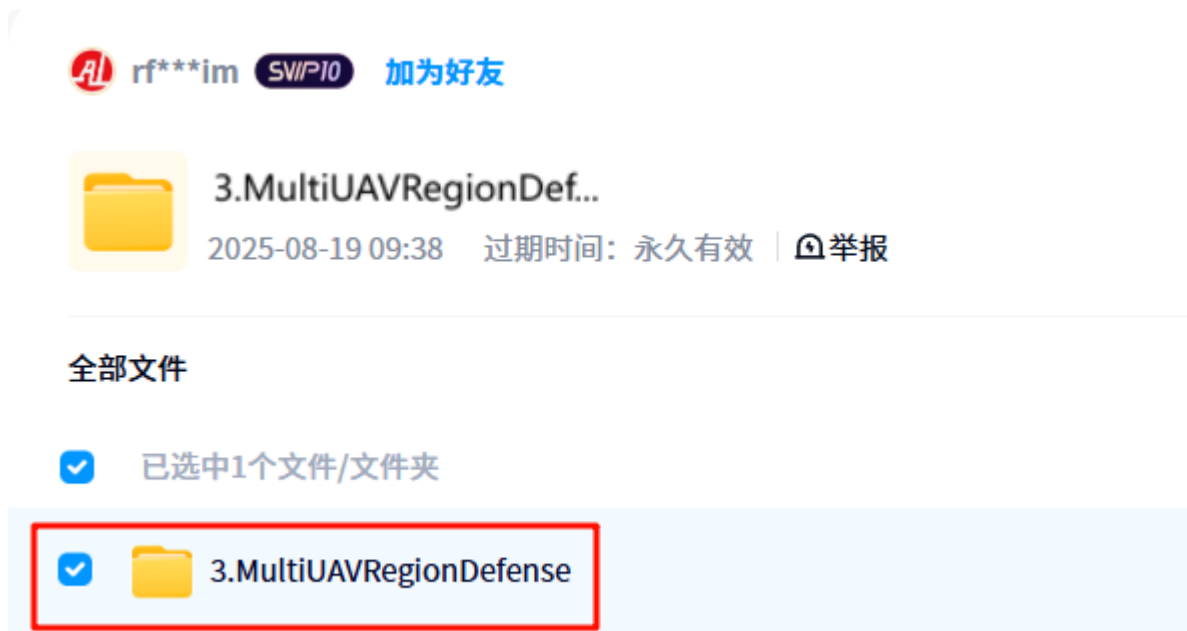 AI rf***im SVIP10 加为好友
3.MultiUAVRegionDef...
2025-08-19 09:38 过期时间：永久有效 举报
全部文件
已选中1个文件/文件夹
3.MultiUAVRegionDefense